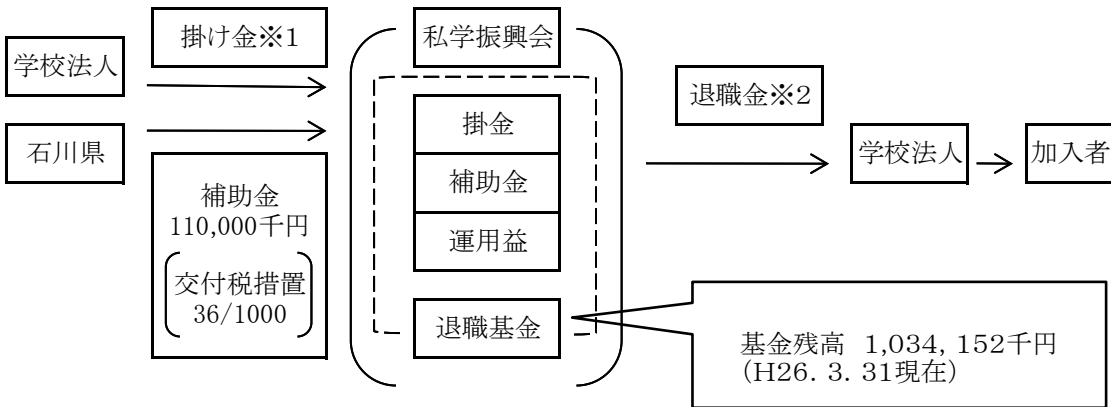 掛け金※1
私学振興会
学校法人
退職金※2
掛金
石川県
学校法人
加入者
補助金
補助金
110,000千円
運用益
交付税措置
36/1000
退職基金
基金残高 1,034,152千円
(H26.3.31現在)